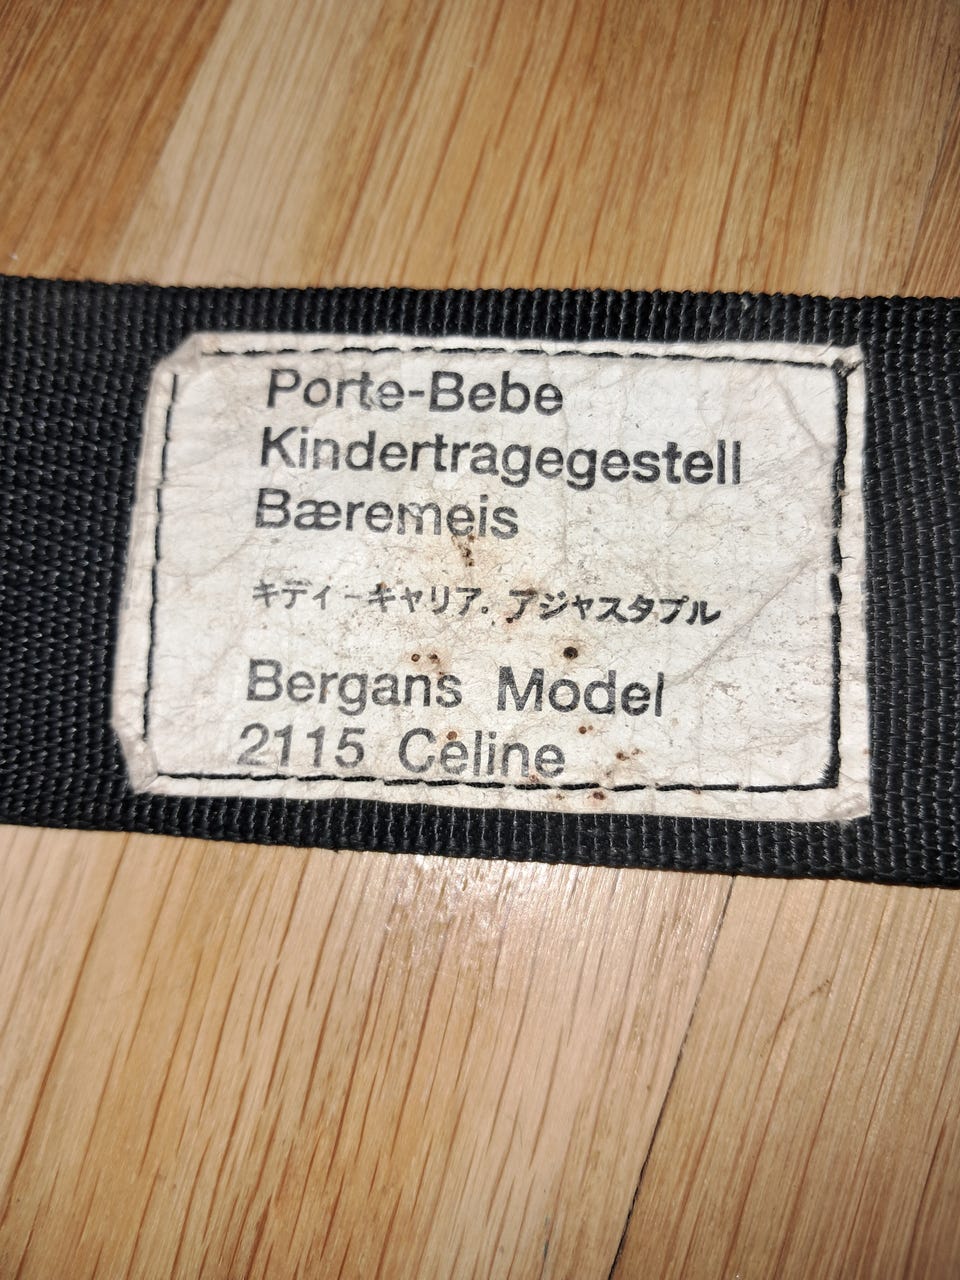 Porte-Bebe
Kindertragegestell
Bæremeis
キディーキャリア. アジャスタブル
Bergans Model
2115 Celine